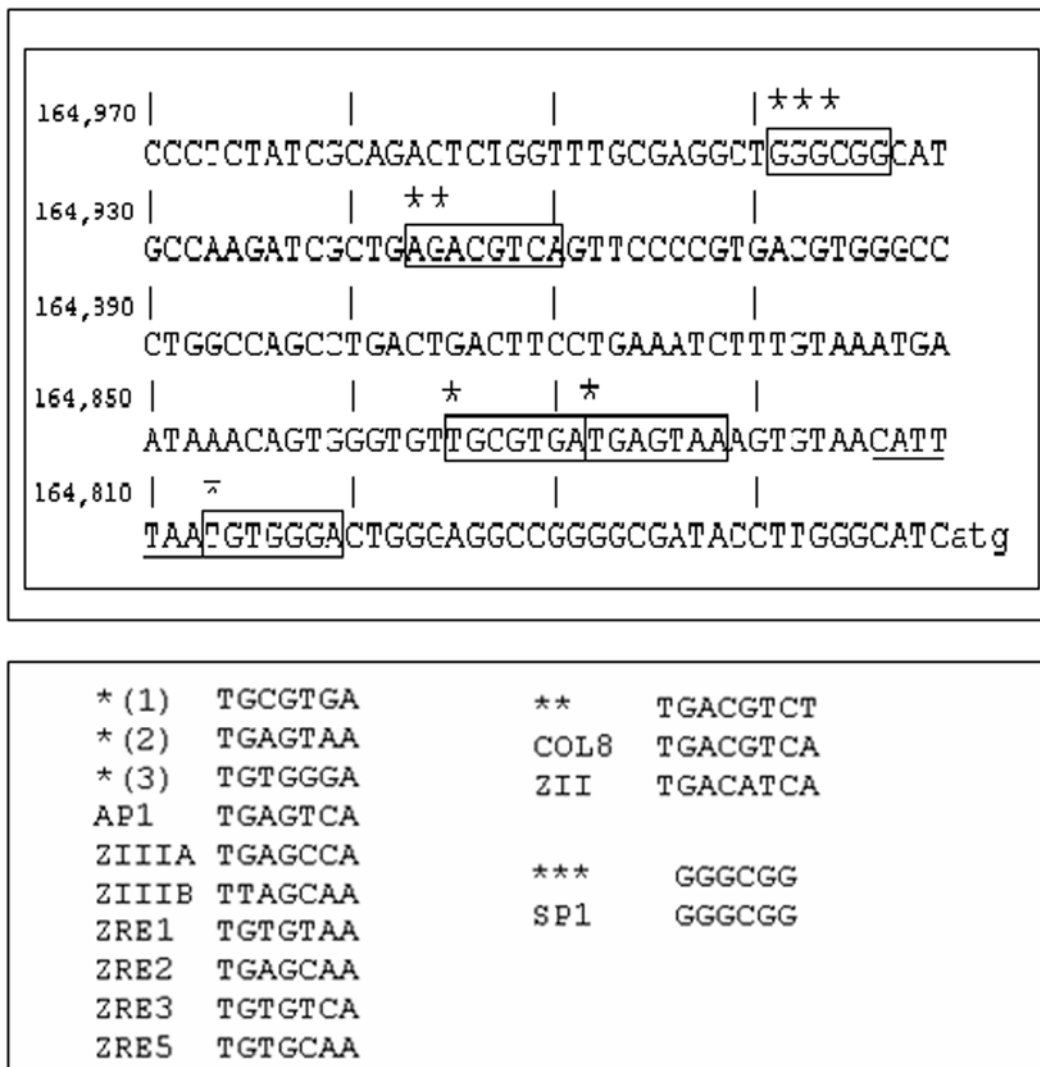 ***
164,970 | | | |
CCCTCTATCGCAGACTCTGGTTTGCGAGGCTGGGCGGCAT
**
164,930 | | | |
GCCAAGATCGCTGAGACGTCAGTTCCCCGTGACGTGGGCC
164,890 | | | |
CTGGCCAGCCTGACTGACTTCCTGAAATCTTTGTAAATGA
* *
164,850 | | | |
ATAAACAGTGGGTGTTGCGTGATGAGTAAAGTGTAACATT
*
164,810 | | | |
TAATGTGGGACTGGGAGGCCGGGGCGATACCTTGGGCATCatg
*(1) TGCGTGA
*(2) TGAGTAA
*(3) TGTGGGA
AP1 TGAGTCA
ZIIIA TGAGCCA
ZIIIB TTAGCAA
ZRE1 TGTGTAA
ZRE2 TGAGCAA
ZRE3 TGTGTCA
ZRE5 TGTGCAA
** TGACGTCT
COL8 TGACGTCA
ZII TGACATCA
*** GGGCGG
SP1 GGGCGG